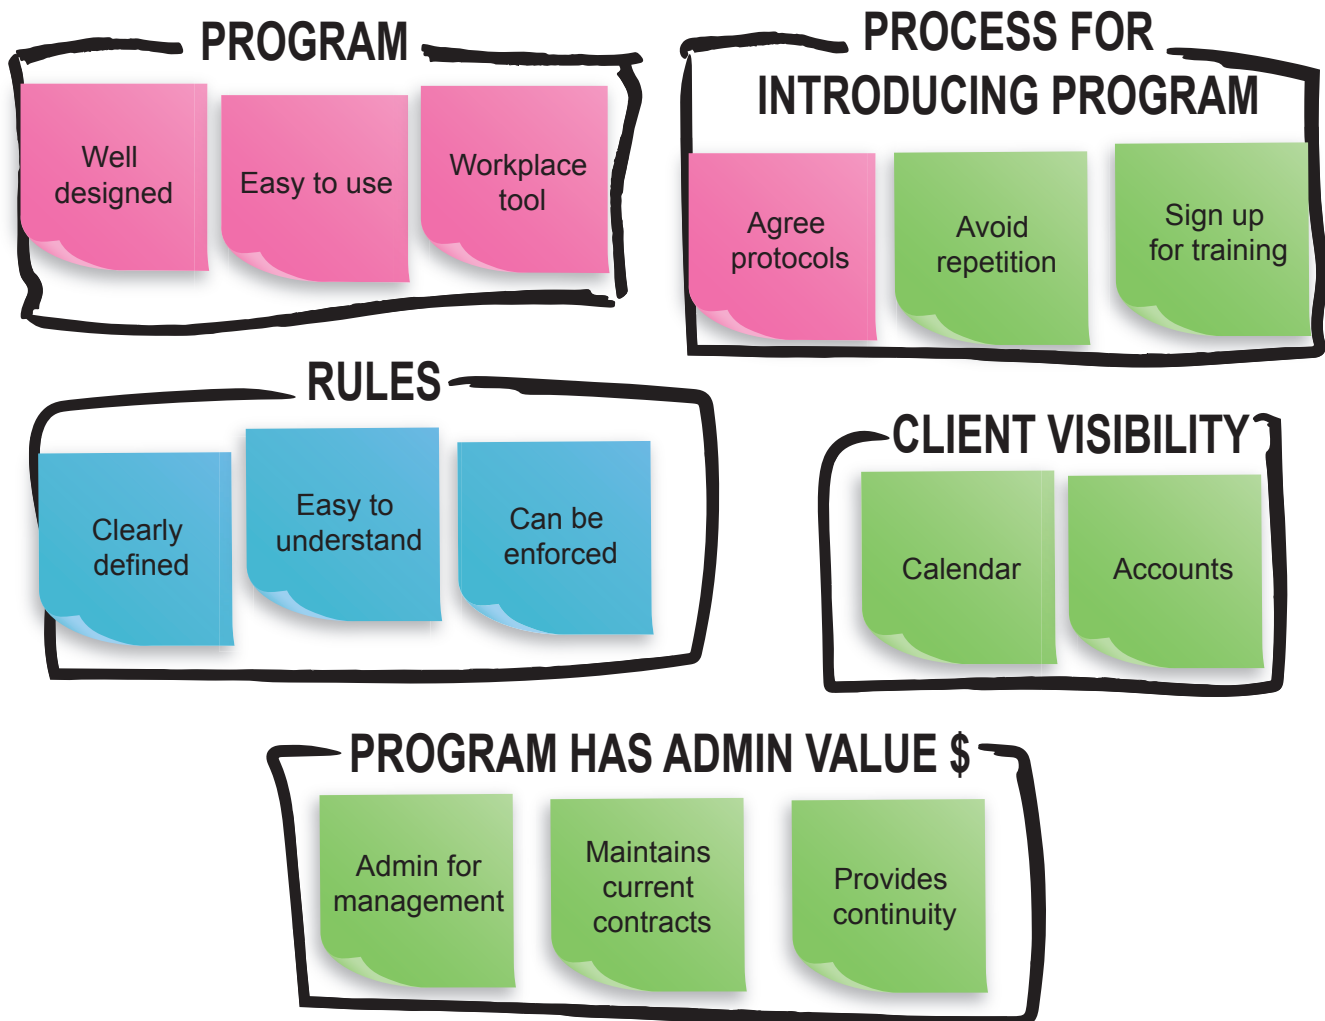 PROGRAM
Well
designed
Easy to use
Workplace
tool
PROCESS FOR
INTRODUCING PROGRAM
Agree
protocols
Avoid
repetition
Sign up
for training
RULES
Clearly
defined
Easy to
understand
Can be
enforced
CLIENT VISIBILITY
Calendar
Accounts
PROGRAM HAS ADMIN VALUE $
Admin for
management
Maintains
current
contracts
Provides
continuity